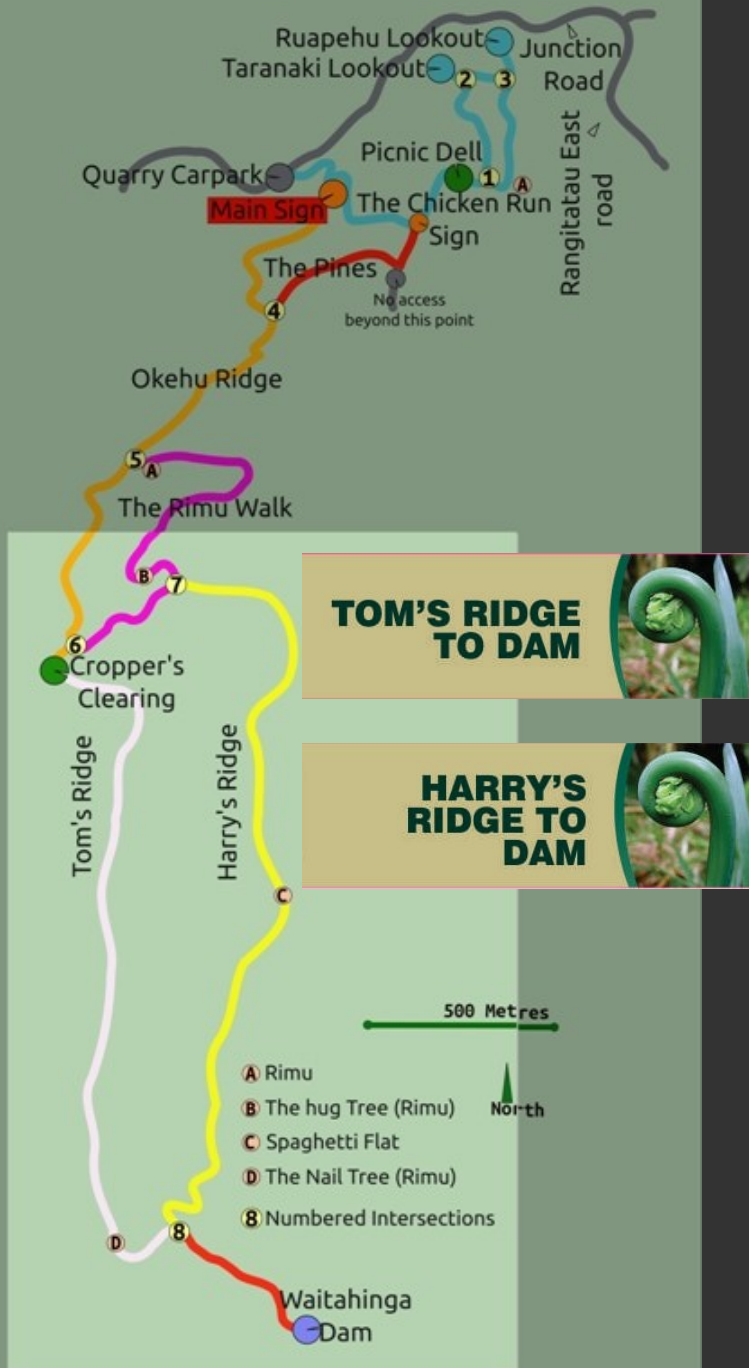 Ruapehu Lookout
Junction
Road
Taranaki Lookout
2
3
Picnic Dell
Quarry Carpark
1
A
Rangitatau East
road
Main Sign
The Chicken Run
Sign
The Pines
No access
beyond this point
4
Okehu Ridge
5
A
The Rimu Walk
B
7
6
Cropper's
Clearing
TOM'S RIDGE
TO DAM
Tom's Ridge
Harry's Ridge
HARRY'S
RIDGE TO
DAM
C
500 Metres
North
A Rimu
B The hug Tree (Rimu)
C Spaghetti Flat
D The Nail Tree (Rimu)
8 Numbered Intersections
8
D
Waitahinga
Dam